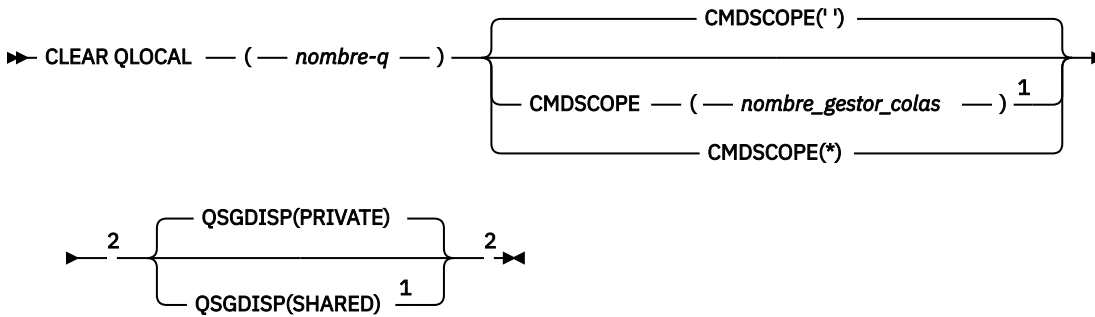 CMDSCOPE(' ')
CLEAR QLOCAL ( nombre-q )
CMDSCOPE ( nombre_gestor_colas ) 1
CMDSCOPE(*)
QSGDISP(PRIVATE)
2 2
QSGDISP(SHARED) 1